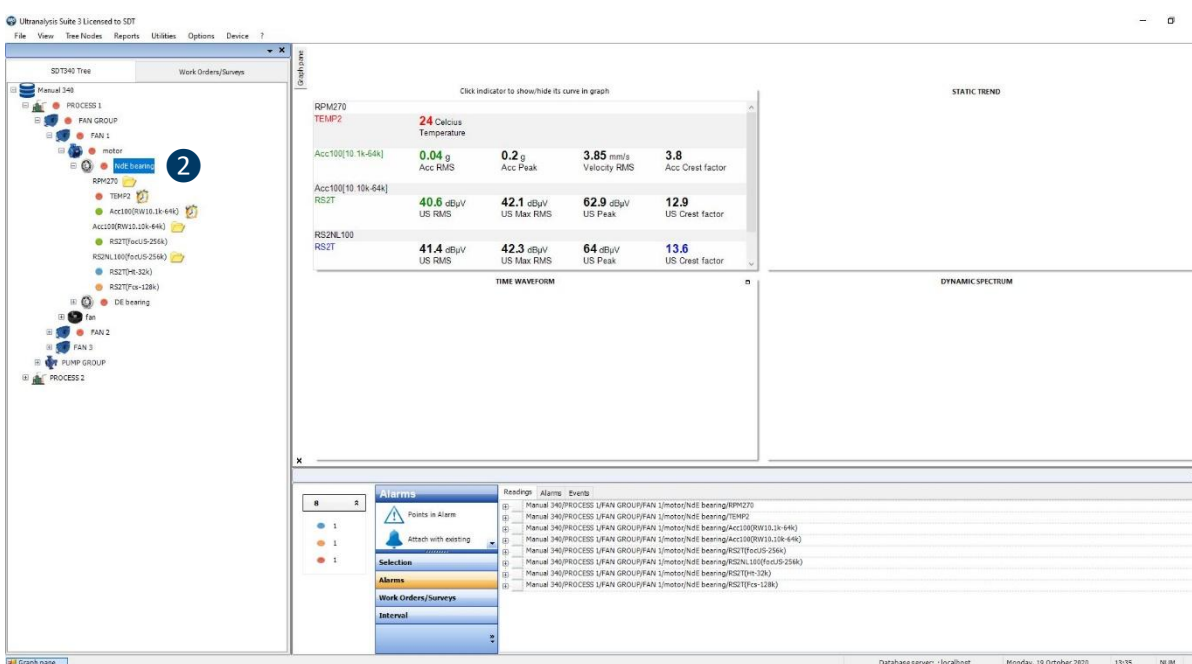 Ultranalysis Suite 3 Licensed to SDT
File View Tree Nodes Reports Utilities Options Device ?
SDT340 Tree Work Orders/Surveys
Manual 340
PROCESS 1
FAN GROUP
FAN 1
motor
NdE bearing
2
RPM270
TEMP2
Acc100(RW10.1k-64k)
Acc100(RW10.10k-64k)
RS2T(focUS-256k)
RS2NL100(focUS-256k)
RS2T(Ht-32k)
RS2T(Fcs-128k)
DE bearing
fan
FAN 2
FAN 3
PUMP GROUP
PROCESS 2
Graph pane
Click indicator to show/hide its curve in graph
RPM270
TEMP2 24 Celcius
Temperature
Acc100[10.1k-64k] 0.04 g 0.2 g 3.85 mm/s 3.8
Acc RMS Acc Peak Velocity RMS Acc Crest factor
Acc100[10.10k-64k]
RS2T 40.6 dBµV 42.1 dBµV 62.9 dBµV 12.9
US RMS US Max RMS US Peak US Crest factor
RS2NL100
RS2T 41.4 dBµV 42.3 dBµV 64 dBµV 13.6
US RMS US Max RMS US Peak US Crest factor
STATIC TREND
TIME WAVEFORM
DYNAMIC SPECTRUM
8
1
1
1
Alarms
Points in Alarm
Attach with existing
Selection
Alarms
Work Orders/Surveys
Interval
Readings Alarms Events
Manual 340/PROCESS 1/FAN GROUP/FAN 1/motor/NdE bearing/RPM270
Manual 340/PROCESS 1/FAN GROUP/FAN 1/motor/NdE bearing/TEMP2
Manual 340/PROCESS 1/FAN GROUP/FAN 1/motor/NdE bearing/Acc100(RW10.1k-64k)
Manual 340/PROCESS 1/FAN GROUP/FAN 1/motor/NdE bearing/Acc100(RW10.10k-64k)
Manual 340/PROCESS 1/FAN GROUP/FAN 1/motor/NdE bearing/RS2T(focUS-256k)
Manual 340/PROCESS 1/FAN GROUP/FAN 1/motor/NdE bearing/RS2NL100(focUS-256k)
Manual 340/PROCESS 1/FAN GROUP/FAN 1/motor/NdE bearing/RS2T(Ht-32k)
Manual 340/PROCESS 1/FAN GROUP/FAN 1/motor/NdE bearing/RS2T(Fcs-128k)
Graph pane
Database server: : localhost Monday, 19 October 2020 13:35 NUM